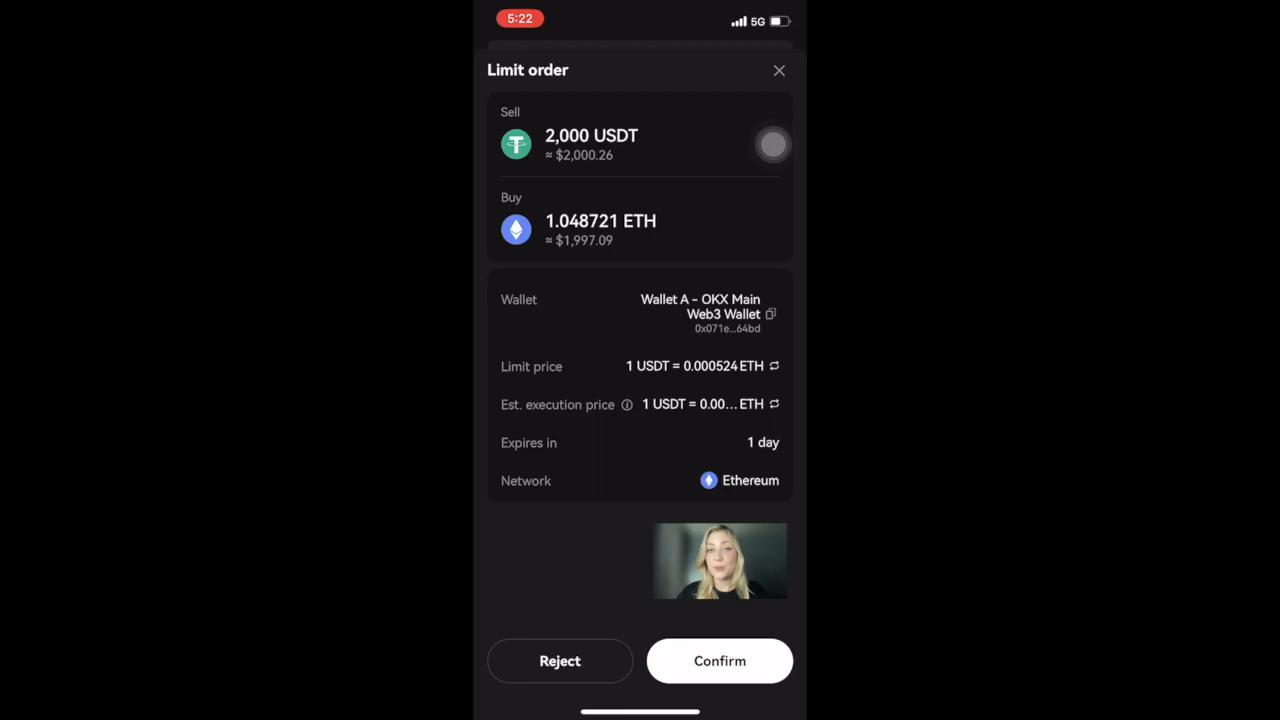 5:22
5G
Limit order
Sell
2,000 USDT
≈ $2,000.26
Buy
1.048721 ETH
≈ $1,997.09
Wallet
Wallet A - OKX Main
Web3 Wallet
0x071e...64bd
Limit price
1 USDT = 0.000524 ETH
Est. execution price
1 USDT = 0.00... ETH
Expires in
1 day
Network
Ethereum
Reject
Confirm